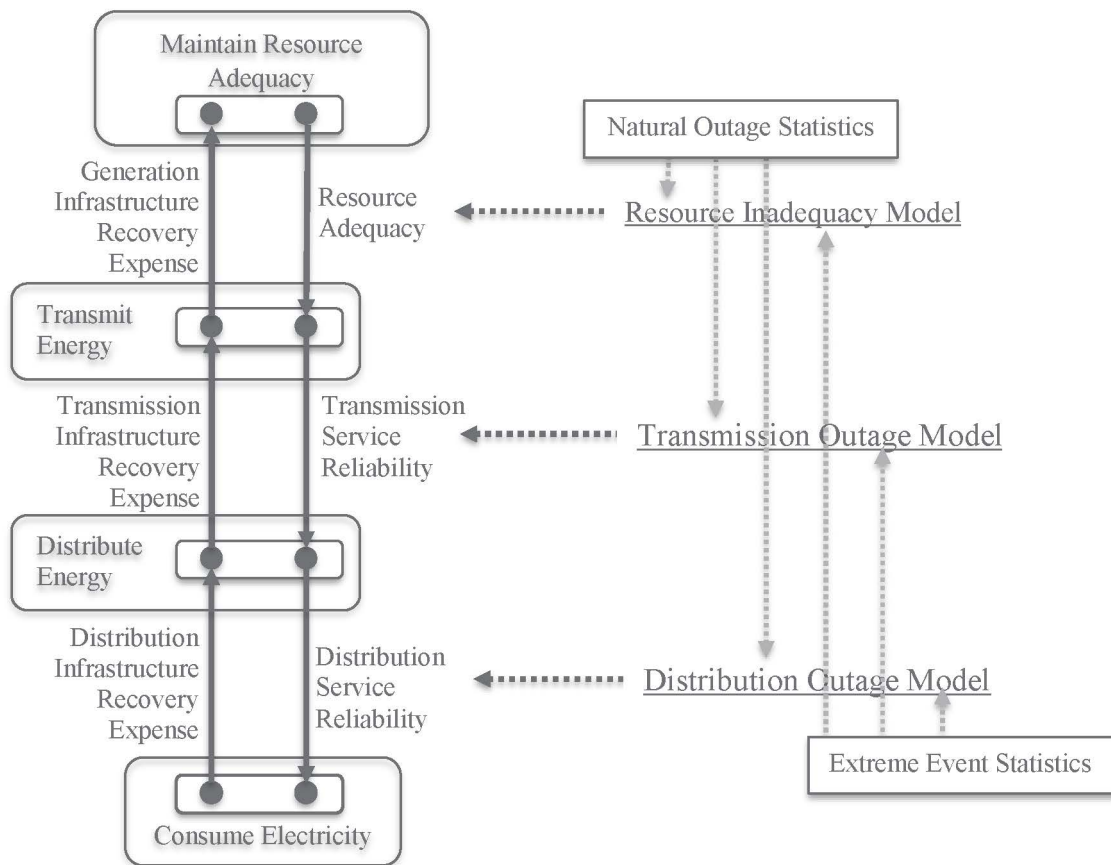 Maintain Resource
Adequacy
Natural Outage Statistics
Generation
Infrastructure
Recovery
Expense
Resource
Adequacy
Resource Inadequacy Model
Transmit
Energy
Transmission
Infrastructure
Recovery
Expense
Transmission
Service
Reliability
Transmission Outage Model
Distribute
Energy
Distribution
Infrastructure
Recovery
Expense
Distribution
Service
Reliability
Distribution Outage Model
Extreme Event Statistics
Consume Electricity